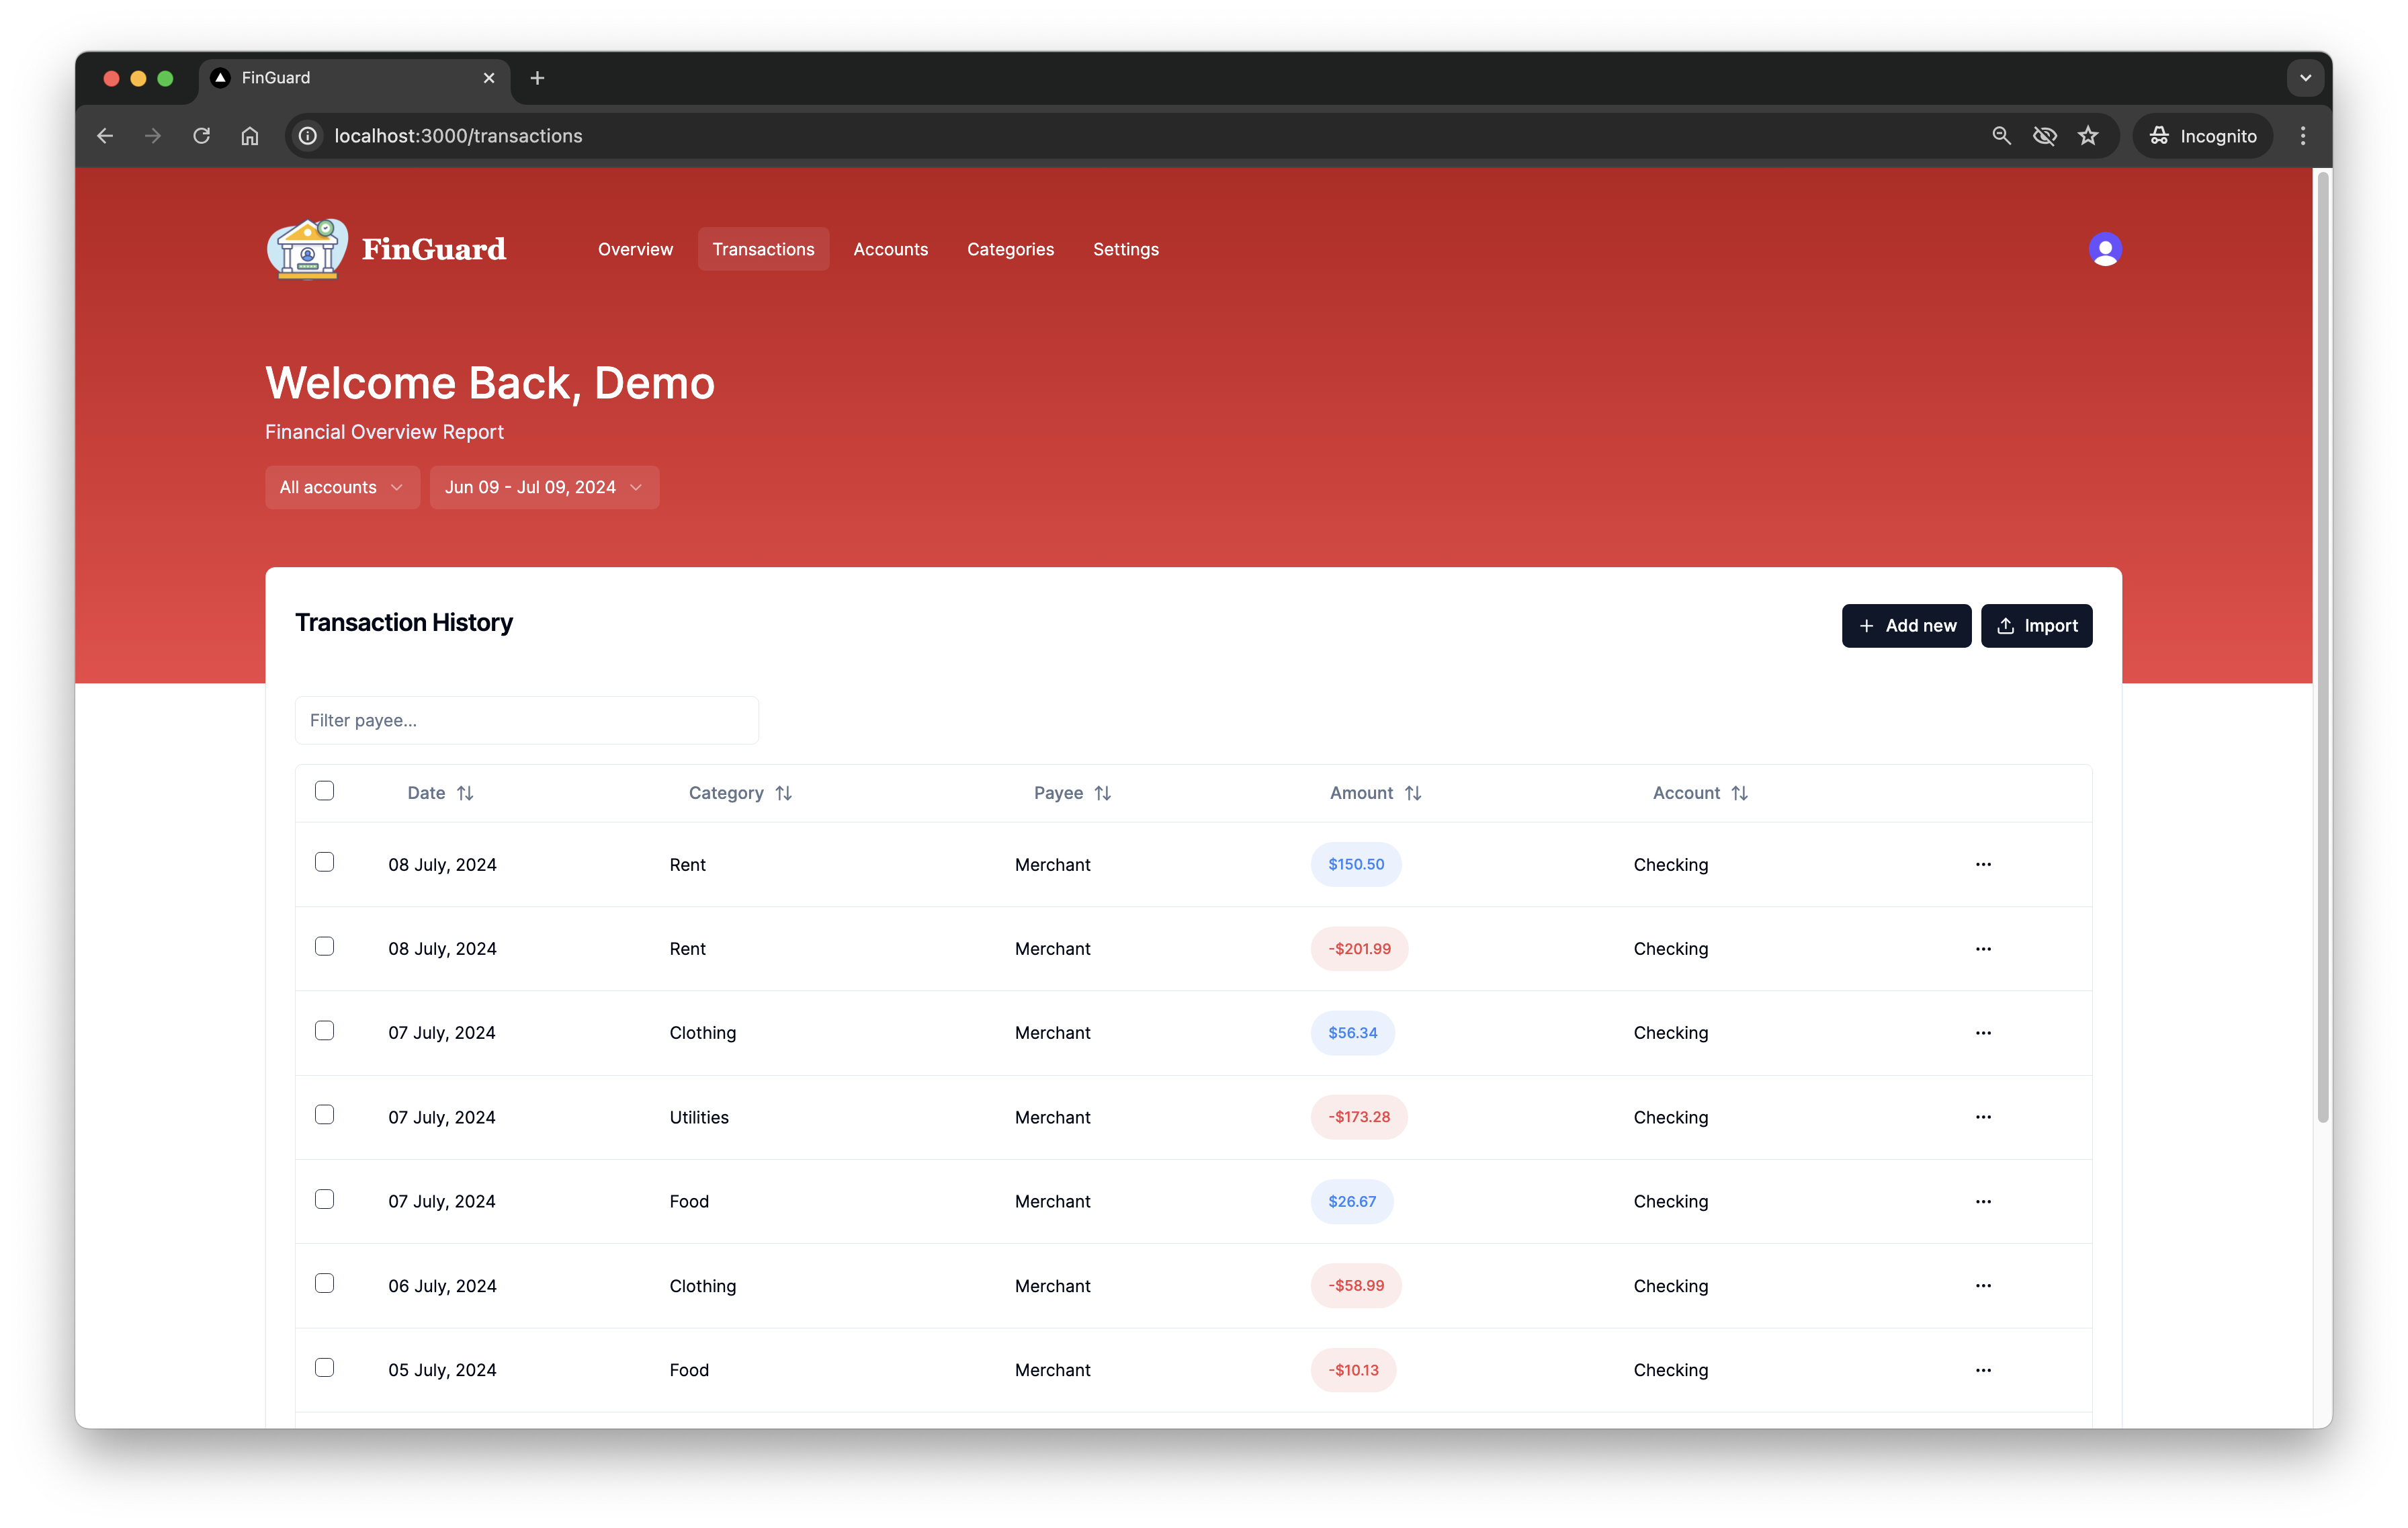 FinGuard
localhost:3000/transactions
Incognito
FinGuard
Overview Transactions Accounts Categories Settings
Welcome Back, Demo
Financial Overview Report
All accounts Jun 09 - Jul 09, 2024
Transaction History
Add new Import
Filter payee...
Date Category Payee Amount Account
08 July, 2024 Rent Merchant $150.50 Checking ...
08 July, 2024 Rent Merchant -$201.99 Checking ...
07 July, 2024 Clothing Merchant $56.34 Checking ...
07 July, 2024 Utilities Merchant -$173.28 Checking ...
07 July, 2024 Food Merchant $26.67 Checking ...
06 July, 2024 Clothing Merchant -$58.99 Checking ...
05 July, 2024 Food Merchant -$10.13 Checking ...